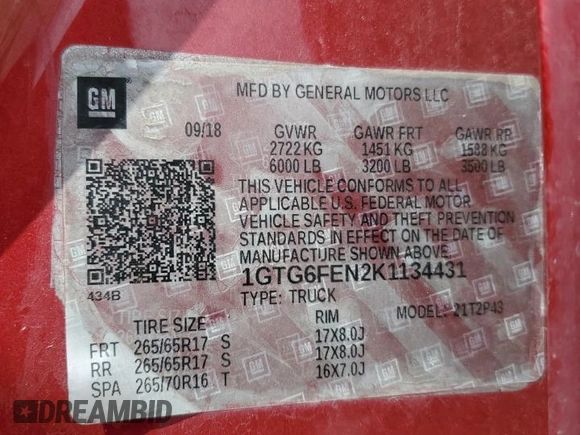 GM
MFD BY GENERAL MOTORS LLC
09/18 GVWR GAWR FRT GAWR RR
2722 KG 1451 KG 1588 KG
6000 LB 3200 LB 3500 LB
THIS VEHICLE CONFORMS TO ALL
APPLICABLE U.S. FEDERAL MOTOR
VEHICLE SAFETY AND THEFT PREVENTION
STANDARDS IN EFFECT ON THE DATE OF
MANUFACTURE SHOWN ABOVE.
1GTG6FEN2K1134431
434B
TYPE: TRUCK MODEL: 21T2P43
TIRE SIZE RIM
FRT 265/65R17 S 17X8.0J
RR 265/65R17 S 17X8.0J
SPA 265/70R16 T 16X7.0J
DREAMBID